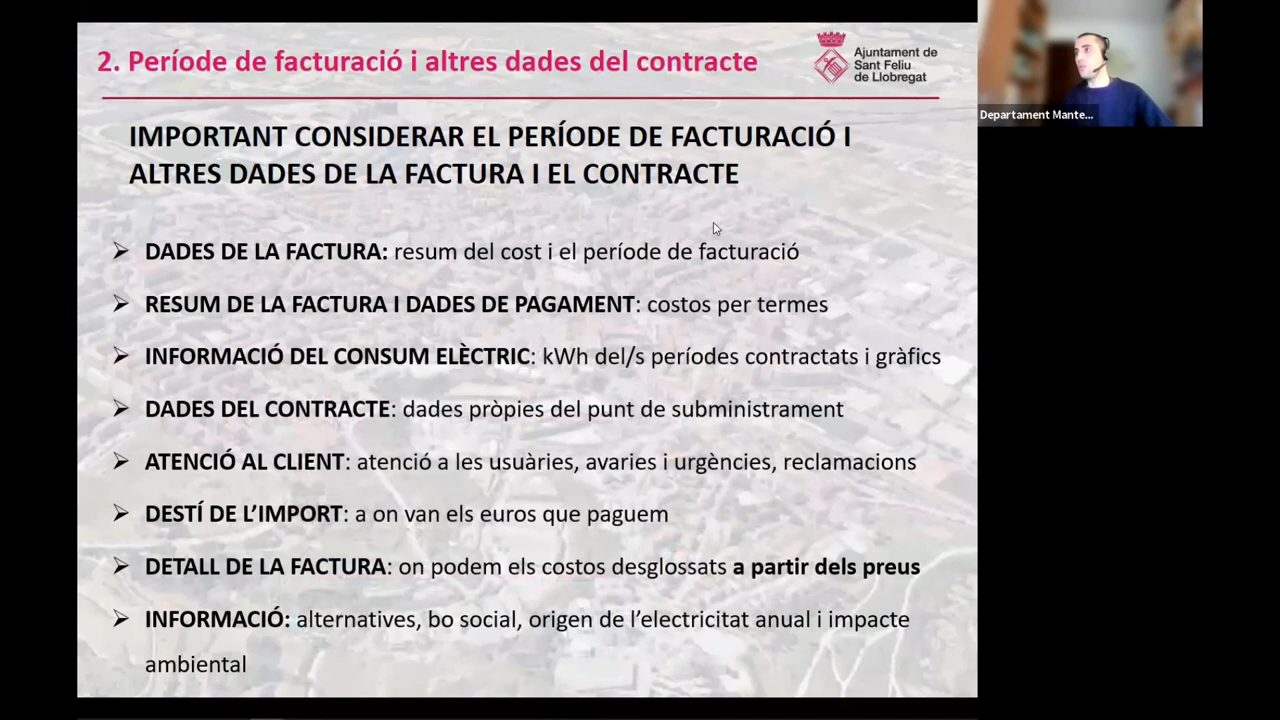 2. Període de facturació i altres dades del contracte
Ajuntament de
Sant Feliu
de Llobregat
Departament Mante...
IMPORTANT CONSIDERAR EL PERÍODE DE FACTURACIÓ I
ALTRES DADES DE LA FACTURA I EL CONTRACTE
DADES DE LA FACTURA: resum del cost i el període de facturació
RESUM DE LA FACTURA I DADES DE PAGAMENT: costos per termes
INFORMACIÓ DEL CONSUM ELÈCTRIC: kWh del/s períodes contractats i gràfics
DADES DEL CONTRACTE: dades pròpies del punt de subministrament
ATENCIÓ AL CLIENT: atenció a les usuàries, avaries i urgències, reclamacions
DESTÍ DE L’IMPORT: a on van els euros que paguem
DETALL DE LA FACTURA: on podem els costos desglossats a partir dels preus
INFORMACIÓ: alternatives, bo social, origen de l’electricitat anual i impacte
ambiental